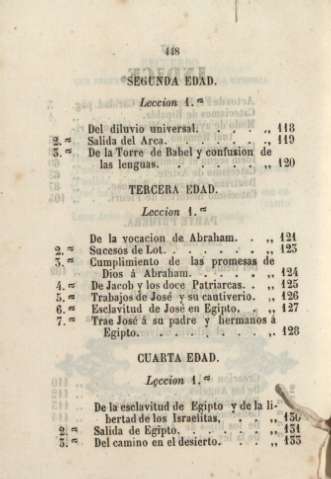 448
SEGUNDA EDAD.
Leccion 1.ª
Del diluvio universal. . . . ,, 118
2.ª Salida del Arca. . . . . . ,, 119
3.ª De la Torre de Babel y confusion de
las lenguas. . . . . . . ,, 120
TERCERA EDAD.
Leccion 1.ª
De la vocacion de Abraham. . ,, 121
2.ª Sucesos de Lot. . . . . . ,, 123
3.ª Cumplimiento de las promesas de
Dios á Abraham. . . . . . ,, 124
4.ª De Jacob y los doce Patriarcas. . ,, 125
5.ª Trabajos de José y su cautiverio. ,, 126
6.ª Esclavitud de José en Egipto. . ,, 127
7.ª Trae José á su padre y hermanos á
Egipto. . . . . . . . ,, 128
CUARTA EDAD.
Leccion 1.ª
De la esclavitud de Egipto y de la li-
bertad de los Israelitas, . . . ,, 130
2.ª Salida de Egipto. . . . . ,, 131
3.ª Del camino en el desierto. . . ,, 133